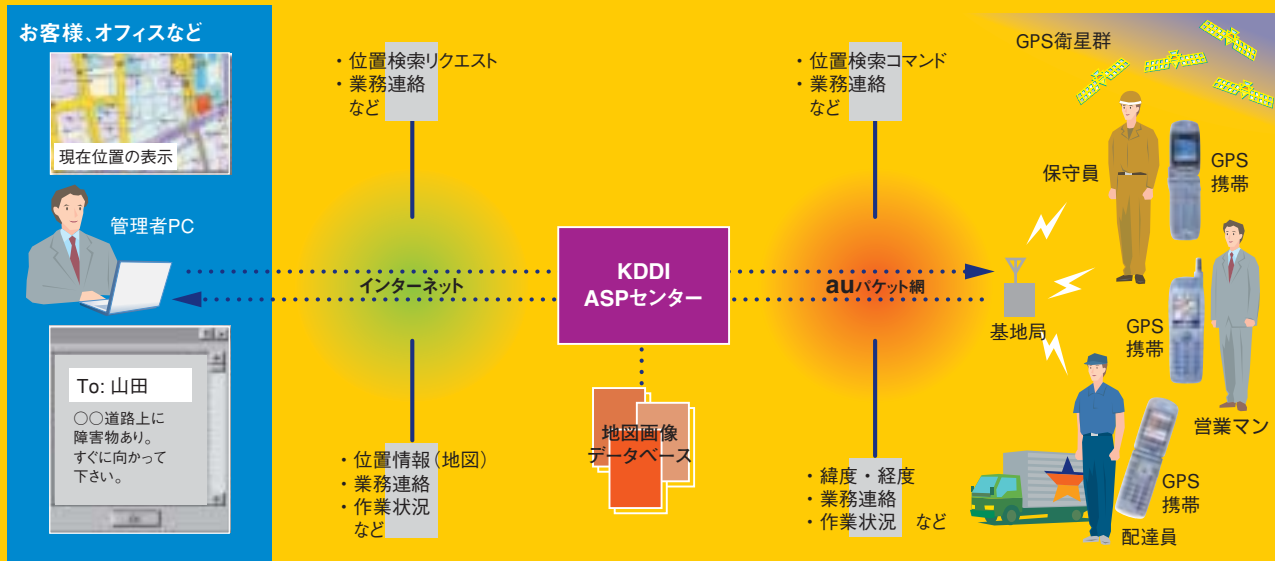 お客様、オフィスなど
現在位置の表示
管理者PC
To: 山田
○○道路上に
障害物あり。
すぐに向かって
下さい。
・位置検索リクエスト
・業務連絡
など
インターネット
・位置情報（地図）
・業務連絡
・作業状況
など
KDDI
ASPセンター
地図画像
データベース
・位置検索コマンド
・業務連絡
など
auパケット網
・緯度・経度
・業務連絡
・作業状況 など
GPS衛星群
保守員
GPS
携帯
基地局
GPS
携帯
営業マン
GPS
携帯
配達員